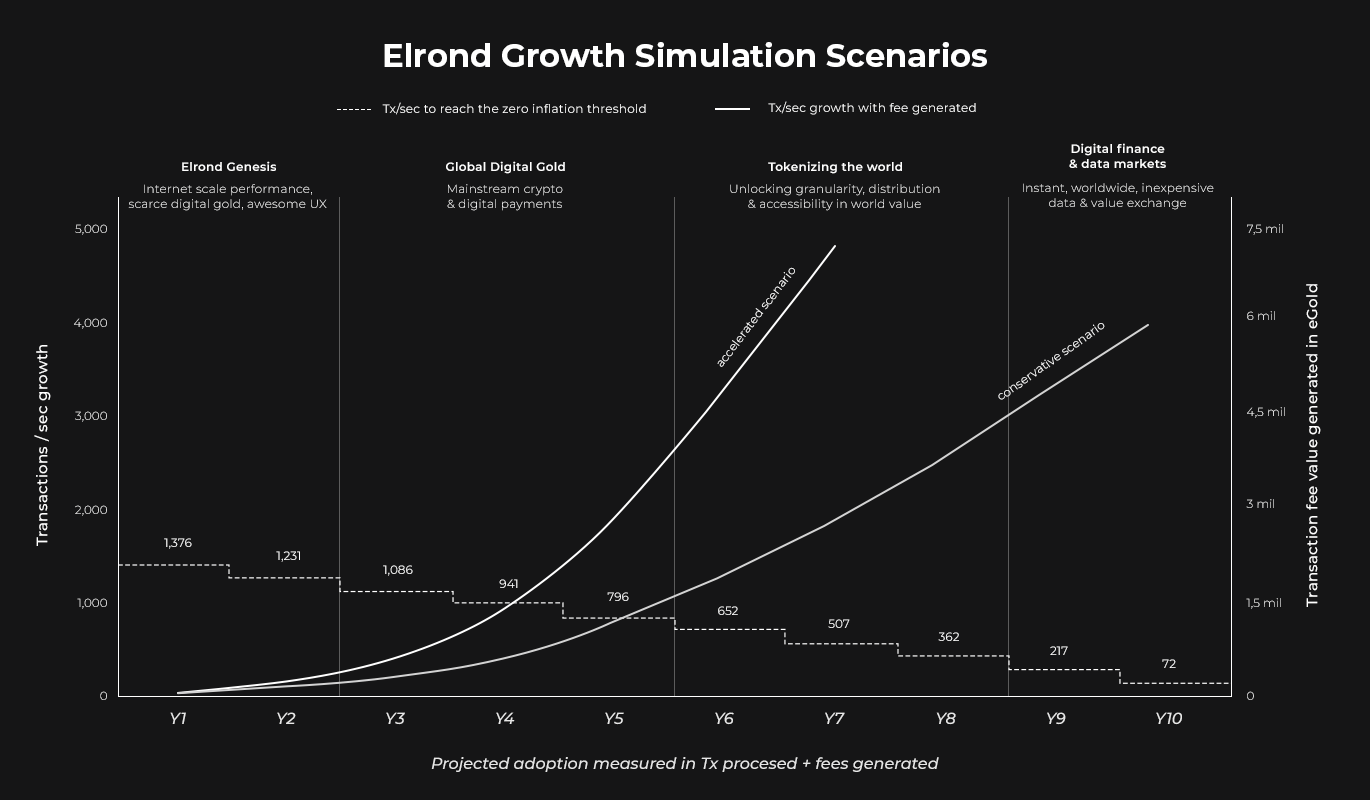 Elrond Growth Simulation Scenarios
Tx/sec to reach the zero inflation threshold
Tx/sec growth with fee generated
Elrond Genesis
Internet scale performance,
scarce digital gold, awesome UX
Global Digital Gold
Mainstream crypto
& digital payments
Tokenizing the world
Unlocking granularity, distribution
& accessibility in world value
Digital finance
& data markets
Instant, worldwide, inexpensive
data & value exchange
Transactions / sec growth
5,000
4,000
3,000
2,000
1,000
0
accelerated scenario
conservative scenario
1,376
1,231
1,086
941
796
652
507
362
217
72
7,5 mil
6 mil
4,5 mil
3 mil
1,5 mil
0
Transaction fee value generated in eGold
Y1
Y2
Y3
Y4
Y5
Y6
Y7
Y8
Y9
Y10
Projected adoption measured in Tx procesed + fees generated